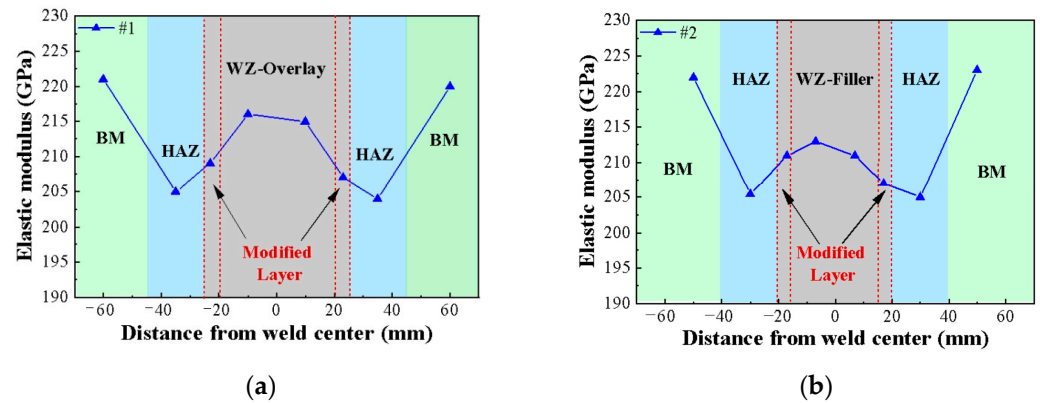 230
225
220
215
210
205
200
195
190
Elastic modulus (GPa)
#1
WZ-Overlay
BM
HAZ
HAZ
BM
Modified
Layer
−60
−40
−20
0
20
40
60
Distance from weld center (mm)
(a)
230
225
220
215
210
205
200
195
190
Elastic modulus (GPa)
#2
HAZ
WZ-Filler
HAZ
BM
BM
Modified
Layer
−60
−40
−20
0
20
40
60
Distance from weld center (mm)
(b)